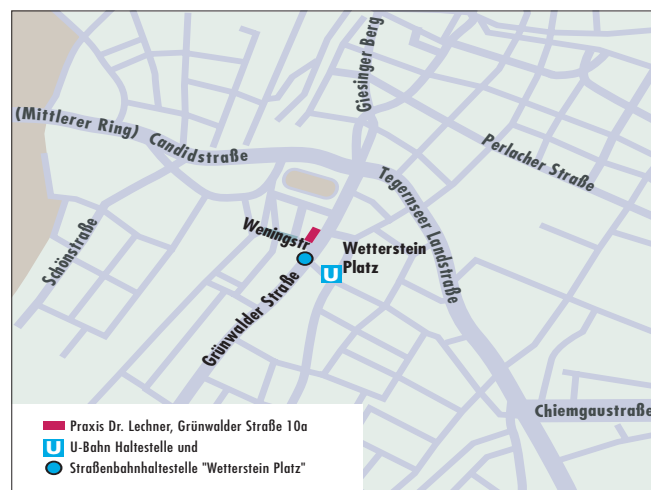 Giesinger Berg
(Mittlerer Ring) Candidstraße
Perlacher Straße
Tegernseer Landstraße
Schönstraße
Weningstr
Wetterstein
Platz
U
Grünwalder Straße
Chiemgaustraße
Praxis Dr. Lechner, Grünwalder Straße 10a
U U-Bahn Haltestelle und
Straßenbahnhaltestelle "Wetterstein Platz"